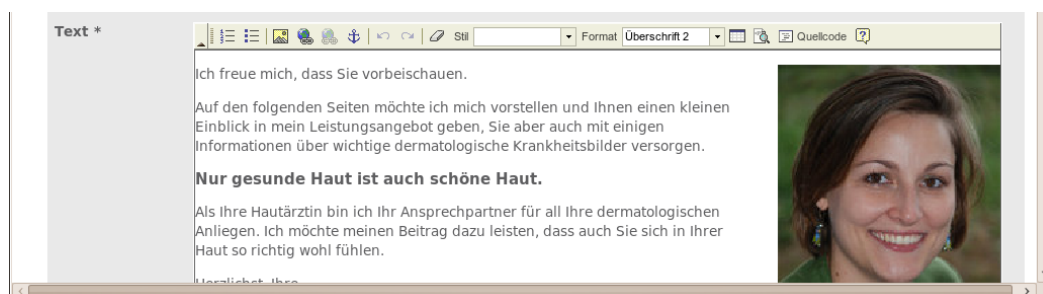 Text *
Stil
Format Überschrift 2
Quellcode
Ich freue mich, dass Sie vorbeischauen.
Auf den folgenden Seiten möchte ich mich vorstellen und Ihnen einen kleinen
Einblick in mein Leistungsangebot geben, Sie aber auch mit einigen
Informationen über wichtige dermatologische Krankheitsbilder versorgen.
Nur gesunde Haut ist auch schöne Haut.
Als Ihre Hautärztin bin ich Ihr Ansprechpartner für all Ihre dermatologischen
Anliegen. Ich möchte meinen Beitrag dazu leisten, dass auch Sie sich in Ihrer
Haut so richtig wohl fühlen.
Herzlichst, Ihre